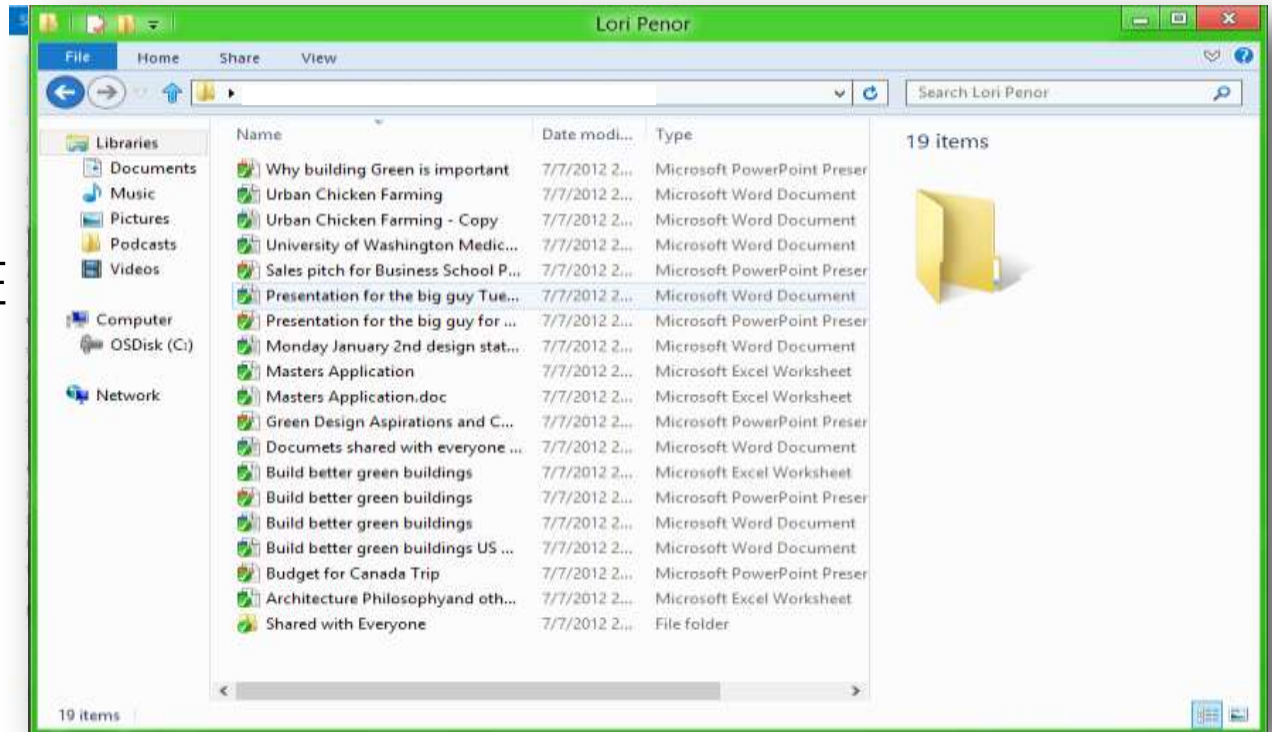 Lori Penor
File Home Share View
Search Lori Penor
Libraries
Documents
Music
Pictures
Podcasts
Videos
Computer
OSDisk (C:)
Network
Name Date modi... Type
Why building Green is important 7/7/2012 2... Microsoft PowerPoint Preser
Urban Chicken Farming 7/7/2012 2... Microsoft Word Document
Urban Chicken Farming - Copy 7/7/2012 2... Microsoft Word Document
University of Washington Medic... 7/7/2012 2... Microsoft Word Document
Sales pitch for Business School P... 7/7/2012 2... Microsoft PowerPoint Preser
Presentation for the big guy Tue... 7/7/2012 2... Microsoft Word Document
Presentation for the big guy for ... 7/7/2012 2... Microsoft PowerPoint Preser
Monday January 2nd design stat... 7/7/2012 2... Microsoft Word Document
Masters Application 7/7/2012 2... Microsoft Excel Worksheet
Masters Application.doc 7/7/2012 2... Microsoft Excel Worksheet
Green Design Aspirations and C... 7/7/2012 2... Microsoft PowerPoint Preser
Documets shared with everyone ... 7/7/2012 2... Microsoft Word Document
Build better green buildings 7/7/2012 2... Microsoft Excel Worksheet
Build better green buildings 7/7/2012 2... Microsoft PowerPoint Preser
Build better green buildings 7/7/2012 2... Microsoft Word Document
Build better green buildings US ... 7/7/2012 2... Microsoft Word Document
Budget for Canada Trip 7/7/2012 2... Microsoft PowerPoint Preser
Architecture Philosophyand oth... 7/7/2012 2... Microsoft Excel Worksheet
Shared with Everyone 7/7/2012 2... File folder
19 items
19 items